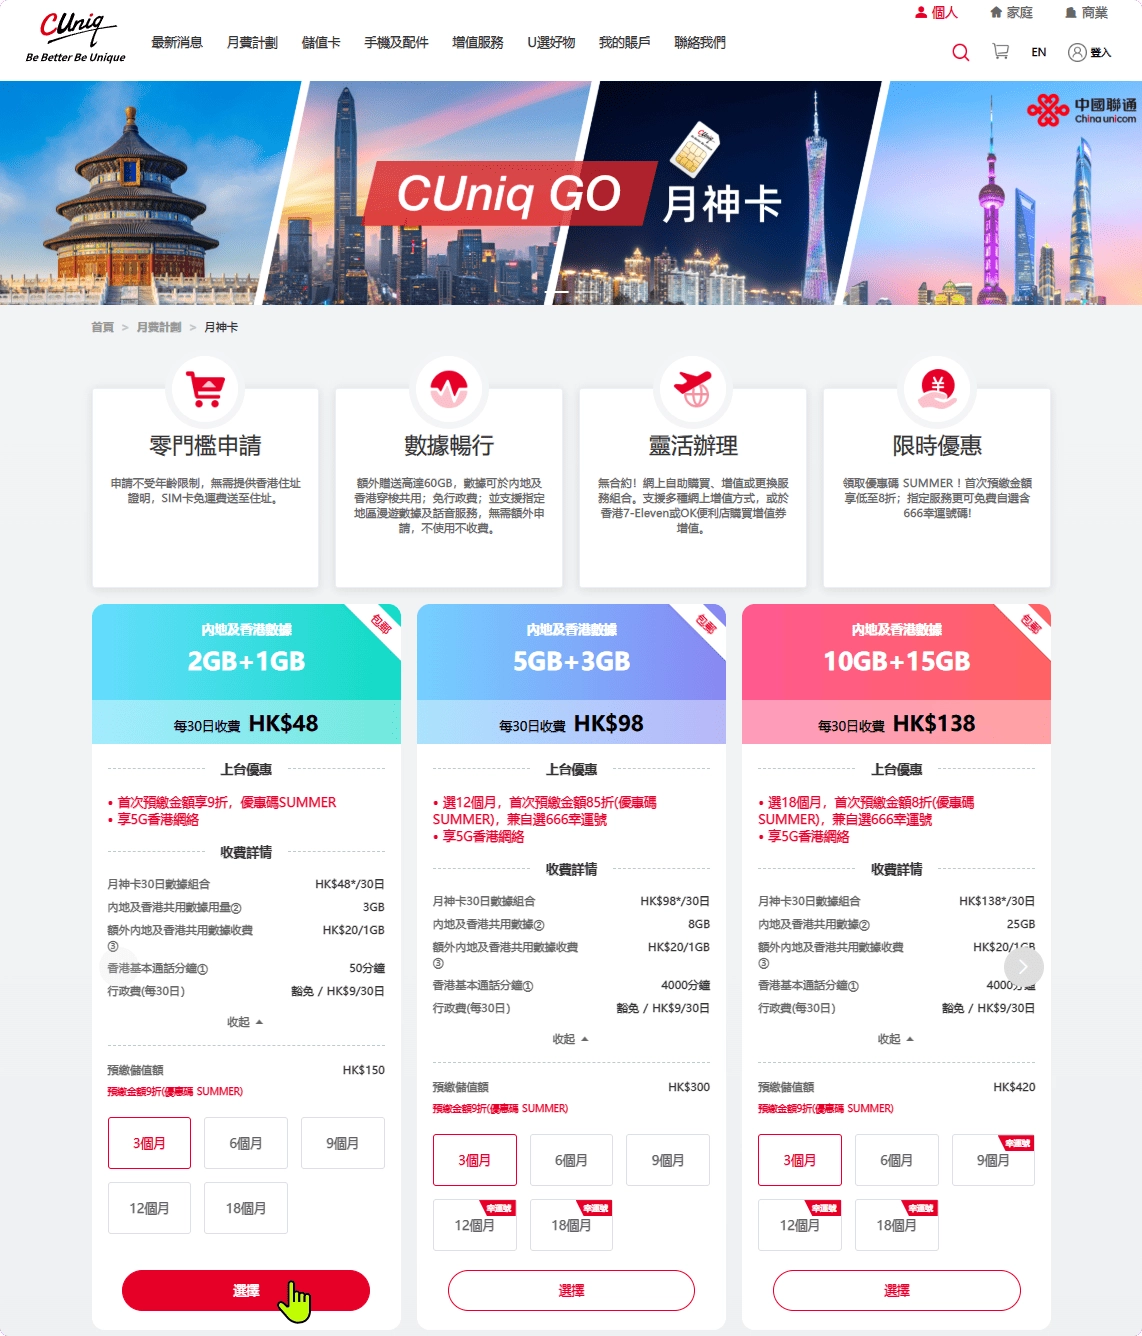 CUniq
Be Better Be Unique
個人
家庭
商業
最新消息
月費計劃
儲值卡
手機及配件
增值服務
U選好物
我的賬戶
聯絡我們
EN
登入
中國聯通
China unicom
CUniq
CUniq GO
月神卡
首頁 > 月費計劃 > 月神卡
零門檻申請
申請不受年齡限制，無需提供香港住址
證明，SIM卡免運費送至住址。
數據暢行
額外贈送高達60GB，數據可於內地及
香港穿梭共用；免行政費；並支援指定
地區漫遊數據及話音服務，無需額外申
請，不使用不收費。
靈活辦理
無合約！網上自助購買、增值或更換服
務組合。支援多種網上增值方式，或於
香港7-Eleven或OK便利店購買增值券
增值。
限時優惠
領取優惠碼 SUMMER！首次預繳金額
享低至8折；指定服務更可免費自選含
666幸運號碼!
包郵
內地及香港數據
2GB+1GB
每30日收費 HK$48
上台優惠
• 首次預繳金額享9折，優惠碼SUMMER
• 享5G香港網絡
收費詳情
月神卡30日數據組合 HK$48*/30日
內地及香港共用數據用量② 3GB
額外內地及香港共用數據收費 HK$20/1GB
③
香港基本通話分鐘① 50分鐘
行政費(每30日) 豁免 / HK$9/30日
收起
預繳儲值額 HK$150
預繳金額9折(優惠碼 SUMMER)
3個月
6個月
9個月
12個月
18個月
選擇
包郵
內地及香港數據
5GB+3GB
每30日收費 HK$98
上台優惠
• 選12個月，首次預繳金額85折(優惠碼
SUMMER)，兼自選666幸運號
• 享5G香港網絡
收費詳情
月神卡30日數據組合 HK$98*/30日
內地及香港共用數據② 8GB
額外內地及香港共用數據收費 HK$20/1GB
③
香港基本通話分鐘① 4000分鐘
行政費(每30日) 豁免 / HK$9/30日
收起
預繳儲值額 HK$300
預繳金額9折(優惠碼 SUMMER)
3個月
6個月
9個月
幸運號
12個月
幸運號
18個月
選擇
包郵
內地及香港數據
10GB+15GB
每30日收費 HK$138
上台優惠
• 選18個月，首次預繳金額8折(優惠碼
SUMMER)，兼自選666幸運號
• 享5G香港網絡
收費詳情
月神卡30日數據組合 HK$138*/30日
內地及香港共用數據② 25GB
額外內地及香港共用數據收費 HK$20/1GB
③
香港基本通話分鐘① 4000分鐘
行政費(每30日) 豁免 / HK$9/30日
收起
預繳儲值額 HK$420
預繳金額9折(優惠碼 SUMMER)
3個月
6個月
幸運號
9個月
幸運號
12個月
幸運號
18個月
選擇